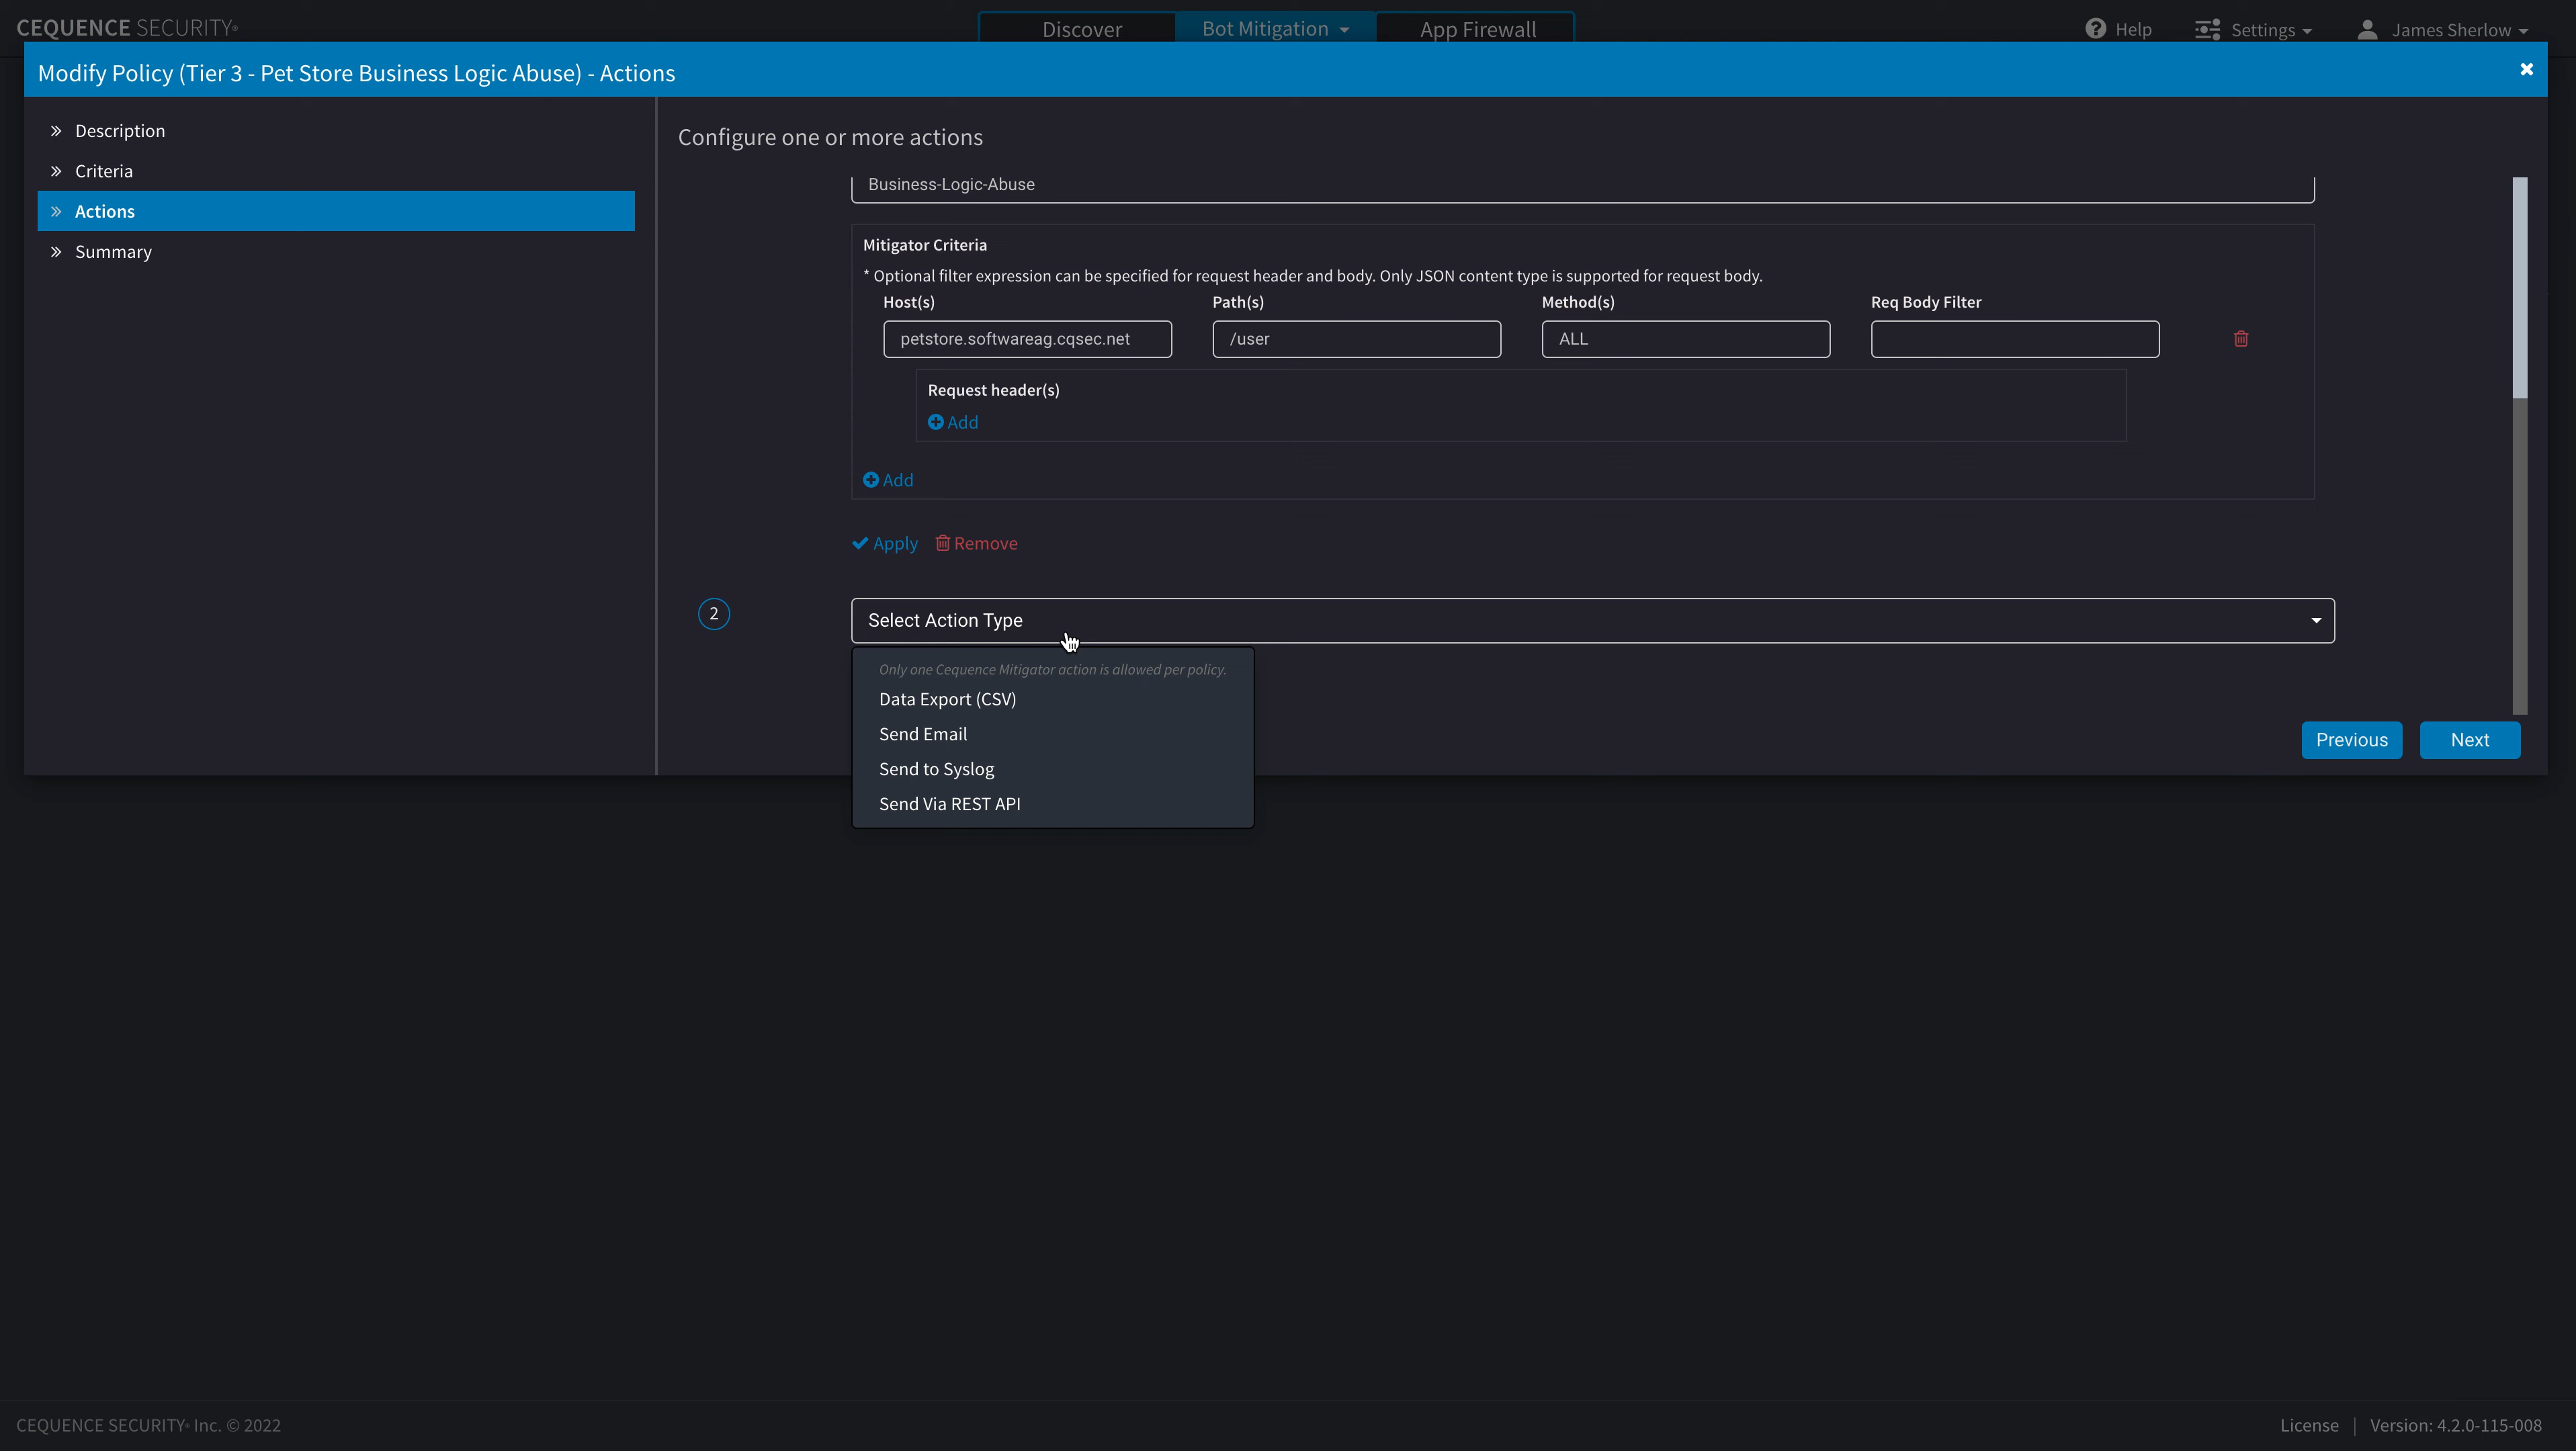 CEQUENCE SECURITY®
Discover
Bot Mitigation
App Firewall
Help
Settings
James Sherlow
Modify Policy (Tier 3 - Pet Store Business Logic Abuse) - Actions
Description
Criteria
Actions
Summary
Configure one or more actions
Business-Logic-Abuse
Mitigator Criteria
* Optional filter expression can be specified for request header and body. Only JSON content type is supported for request body.
Host(s) Path(s) Method(s) Req Body Filter
petstore.softwareag.cqsec.net /user ALL
Request header(s)
Add
Add
Apply Remove
2 Select Action Type
Only one Cequence Mitigator action is allowed per policy.
Data Export (CSV)
Send Email
Send to Syslog
Send Via REST API
Previous Next
CEQUENCE SECURITY® Inc. © 2022
License | Version: 4.2.0-115-008